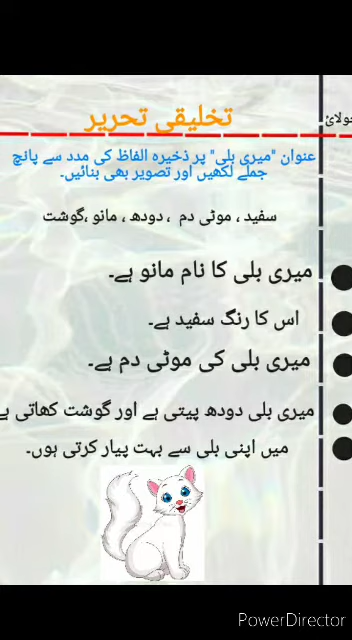 تخلیقی تحریر
عنوان "میری بلی" پر ذخیرہ الفاظ کی مدد سے پانچ
جملے لکھیں اور تصویر بھی بنائیں۔
سفید ، موٹی دم ، دودھ ، مانو ،گوشت
میری بلی کا نام مانو ہے۔
اس کا رنگ سفید ہے۔
میری بلی کی موٹی دم ہے۔
میری بلی دودھ پیتی ہے اور گوشت کھاتی ہے
میں اپنی بلی سے بہت پیار کرتی ہوں۔
PowerDirector